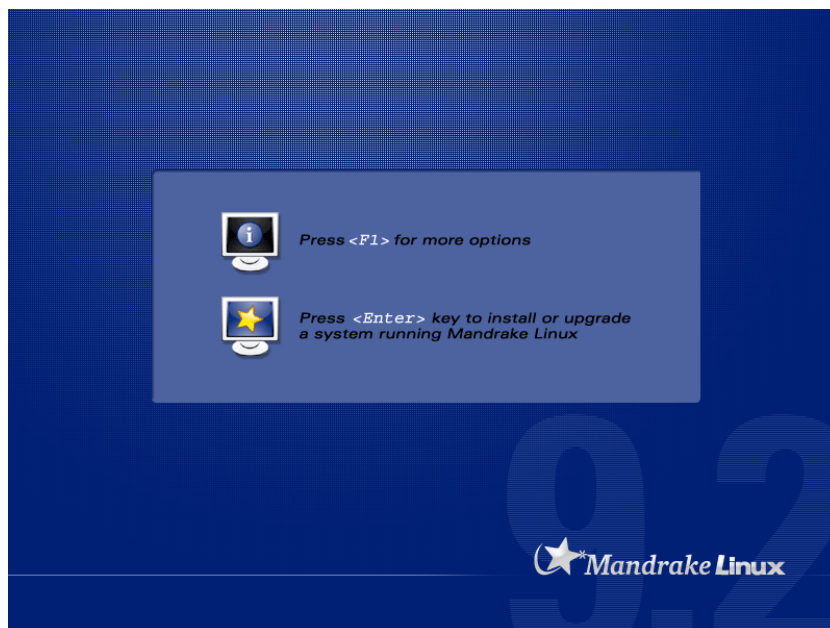 Press <F1> for more options
Press <Enter> key to install or upgrade
a system running Mandrake Linux
9.2
Mandrake Linux